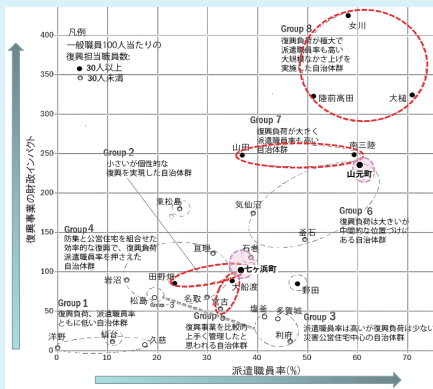 凡例
一般職員100人当たりの
復興担当職員数:
● 30人以上
○ 30人未満
Group 8
復興負荷が極大で
派遣職員率も高い
大規模なかさ上げを
実施した自治体群
女川
陸前高田
大槌
Group 7
復興負荷が大きく
派遣職員率も高い
自治体群
山田
南三陸
山元町
Group 2
小さいが個性的な
復興を実現した自治体群
東松島
気仙沼
釜石
Group 6
復興負荷は大きいが
中間的な位置づけに
ある自治体群
Group 4
防集と公営住宅を組合せた
効率的な復興で、復興負荷
派遣職員率を押さえた
自治体群
亘理
石巻
七ヶ浜町
岩沼
田野畑
大船渡
野田
松島
名取
宮古
塩釜
多賀城
利府
Group 1
復興負荷、派遣職員率
ともに低い自治体群
洋野
仙台
久慈
Group 5
復興事業を比較的
上手く管理したと
思われる自治体群
Group 3
派遣職員率は高いが復興負荷は少ない
災害公営住宅中心の自治体群
復興事業の財政インパクト
400
350
300
250
200
150
100
50
0
0 10 20 30 40 50 60 70
派遣職員率(%)